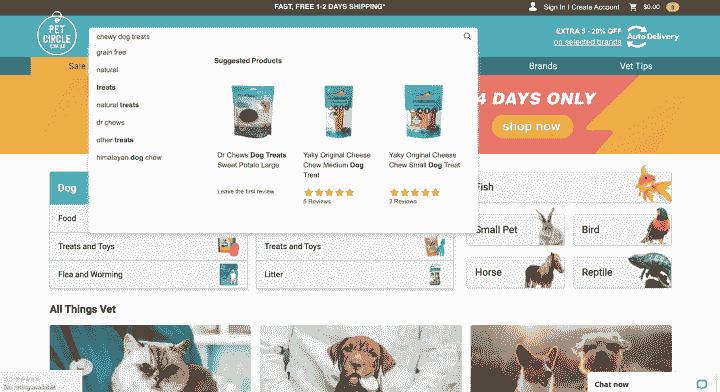 FAST, FREE 1-2 DAYS SHIPPING*
Sign In | Create Account
$0.00
PET
CIRCLE
.COM.AU
chewy dog treats
EXTRA 5 - 20% OFF
on selected brands
Auto Delivery
Sale
Brands
Vet Tips
grain free
natural
treats
natural treats
dr chews
other treats
himalayan dog chew
Suggested Products
Dr Chews Dog Treats
Sweet Potato Large
Leave the first review
Yaky Original Cheese
Chew Medium Dog
Treat
5 Reviews
Yaky Original Cheese
Chew Small Dog Treat
2 Reviews
4 DAYS ONLY
shop now
Dog
Food
Treats and Toys
Flea and Worming
Treats and Toys
Litter
Fish
Small Pet
Bird
Horse
Reptile
All Things Vet
No rating available
Chat now